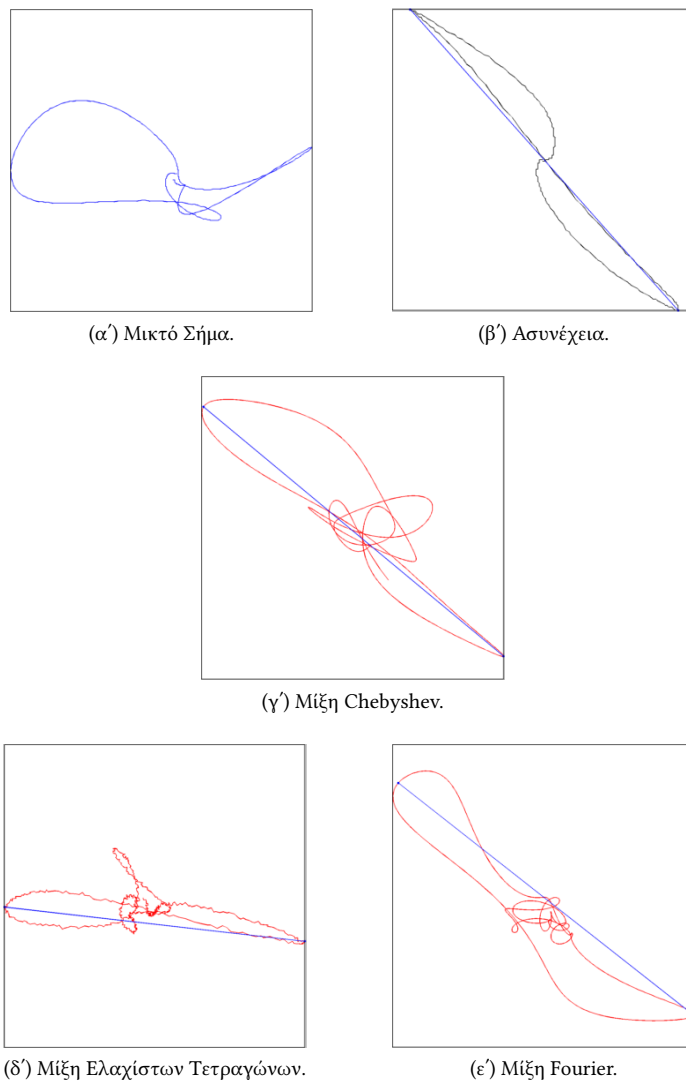 (α′) Μικτό Σήμα.
(β′) Ασυνέχεια.
(γ′) Μίξη Chebyshev.
(δ′) Μίξη Ελαχίστων Τετραγώνων.
(ε′) Μίξη Fourier.